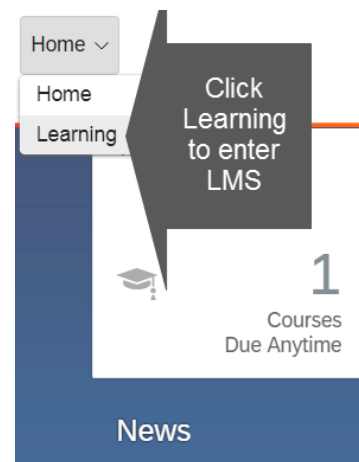 Home
Home
Learning
Click
Learning
to enter
LMS
1
Courses
Due Anytime
News